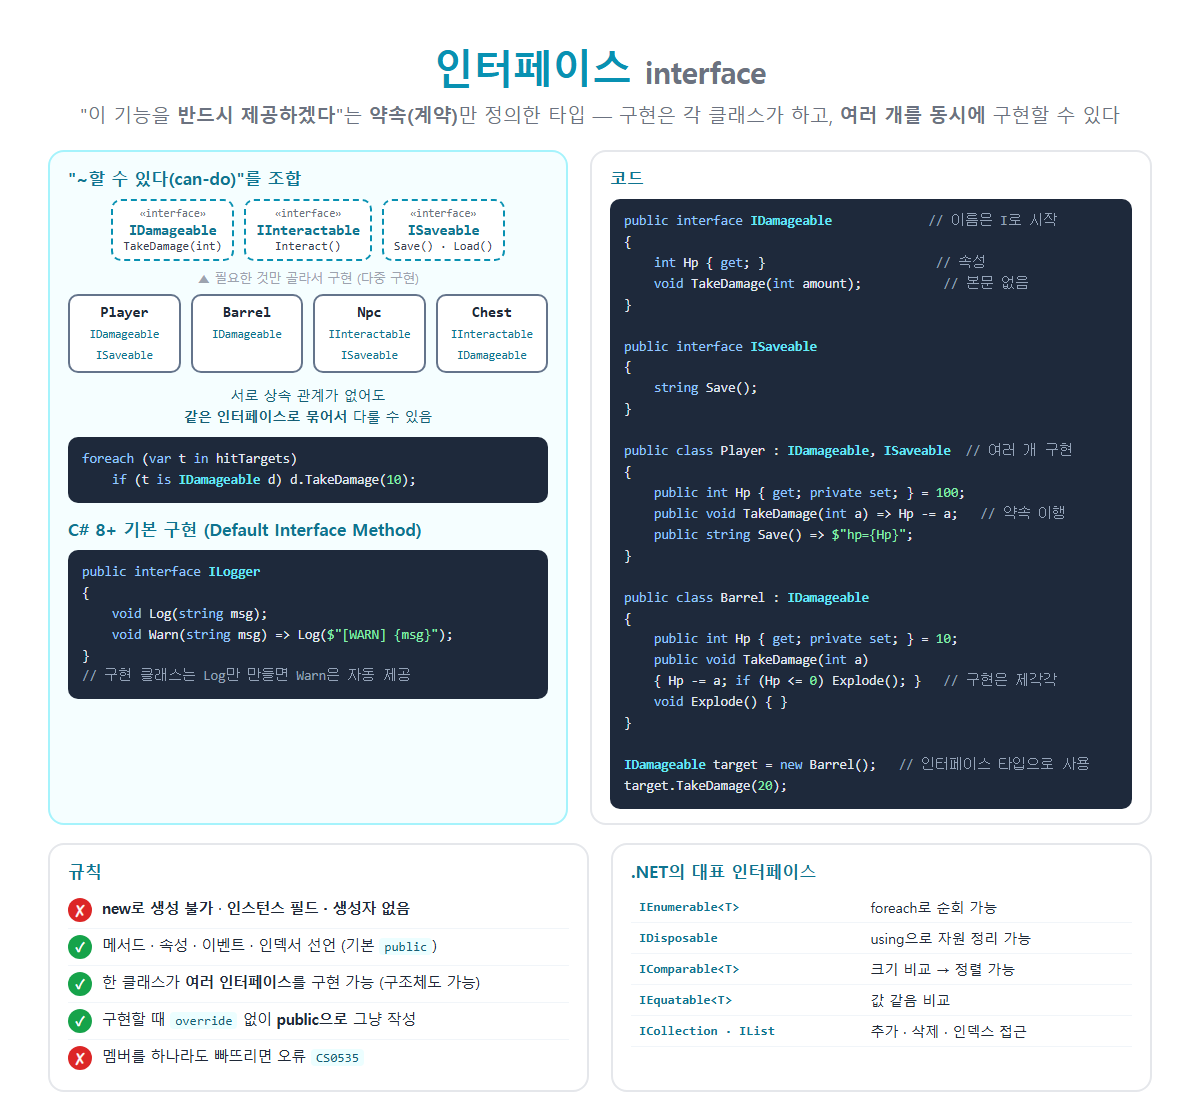 인터페이스 interface
"이 기능을 반드시 제공하겠다"는 약속(계약)만 정의한 타입 — 구현은 각 클래스가 하고, 여러 개를 동시에 구현할 수 있다
"~할 수 있다(can-do)"를 조합
«interface»
IDamageable
TakeDamage(int)
«interface»
IInteractable
Interact()
«interface»
ISaveable
Save() · Load()
▲ 필요한 것만 골라서 구현 (다중 구현)
Player
IDamageable
ISaveable
Barrel
IDamageable
Npc
IInteractable
ISaveable
Chest
IInteractable
IDamageable
서로 상속 관계가 없어도
같은 인터페이스로 묶어서 다룰 수 있음
foreach (var t in hitTargets)
    if (t is IDamageable d) d.TakeDamage(10);
C# 8+ 기본 구현 (Default Interface Method)
public interface ILogger
{
    void Log(string msg);
    void Warn(string msg) => Log($"[WARN] {msg}");
}
// 구현 클래스는 Log만 만들면 Warn은 자동 제공
코드
public interface IDamageable             // 이름은 I로 시작
{
    int Hp { get; }                       // 속성
    void TakeDamage(int amount);           // 본문 없음
}
public interface ISaveable
{
    string Save();
}
public class Player : IDamageable, ISaveable  // 여러 개 구현
{
    public int Hp { get; private set; } = 100;
    public void TakeDamage(int a) => Hp -= a;   // 약속 이행
    public string Save() => $"hp={Hp}";
}
public class Barrel : IDamageable
{
    public int Hp { get; private set; } = 10;
    public void TakeDamage(int a)
    { Hp -= a; if (Hp <= 0) Explode(); }   // 구현은 제각각
    void Explode() { }
}
IDamageable target = new Barrel();   // 인터페이스 타입으로 사용
target.TakeDamage(20);
규칙
✗ new로 생성 불가 · 인스턴스 필드 · 생성자 없음
✓ 메서드 · 속성 · 이벤트 · 인덱서 선언 (기본 public)
✓ 한 클래스가 여러 인터페이스를 구현 가능 (구조체도 가능)
✓ 구현할 때 override 없이 public으로 그냥 작성
✗ 멤버를 하나라도 빠뜨리면 오류 CS0535
.NET의 대표 인터페이스
IEnumerable<T> foreach로 순회 가능
IDisposable using으로 자원 정리 가능
IComparable<T> 크기 비교 → 정렬 가능
IEquatable<T> 값 같음 비교
ICollection · IList 추가 · 삭제 · 인덱스 접근